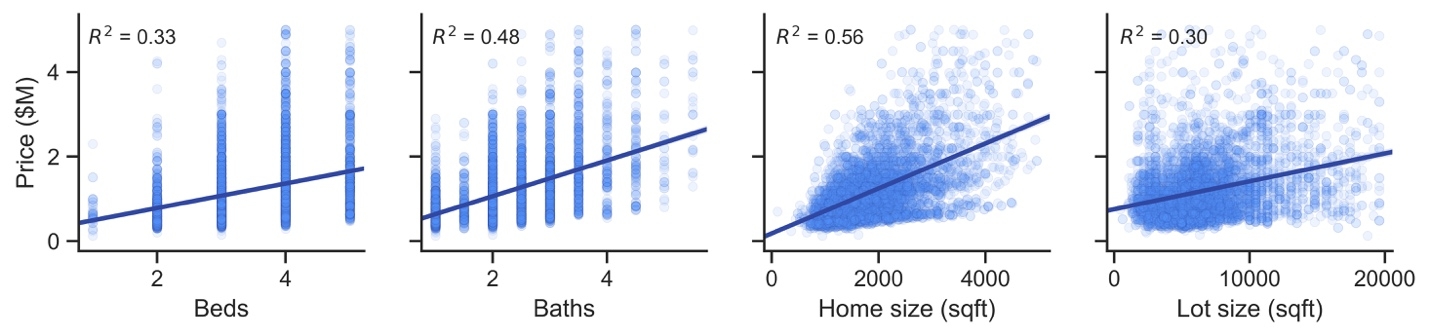 R² = 0.33
R² = 0.48
R² = 0.56
R² = 0.30
Price ($M)
4
2
0
2 4
2 4
0 2000 4000
0 10000 20000
Beds
Baths
Home size (sqft)
Lot size (sqft)